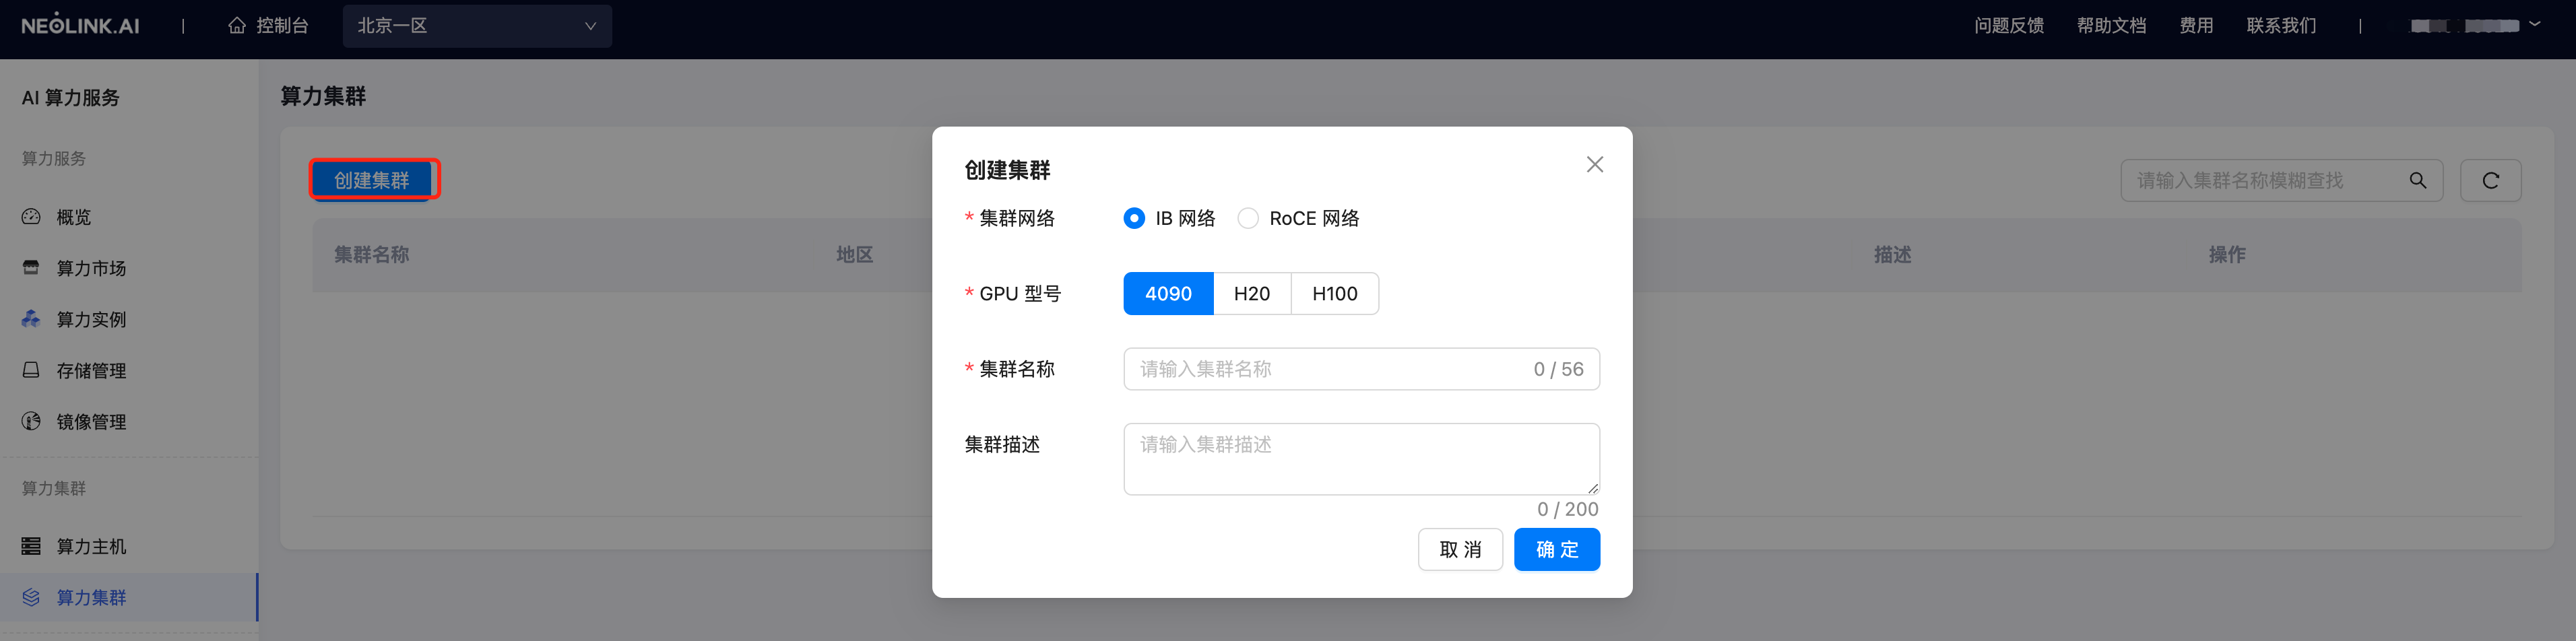 NEOLINK.AI | 控制台 北京一区 问题反馈 帮助文档 费用 联系我们 |
AI 算力服务
算力服务
概览
算力市场
算力实例
存储管理
镜像管理
算力集群
算力主机
算力集群
算力集群
创建集群
请输入集群名称模糊查找
集群名称 地区 描述 操作
创建集群
* 集群网络 IB 网络 RoCE 网络
* GPU 型号 4090 H20 H100
* 集群名称 请输入集群名称 0 / 56
集群描述 请输入集群描述
0 / 200
取 消 确 定